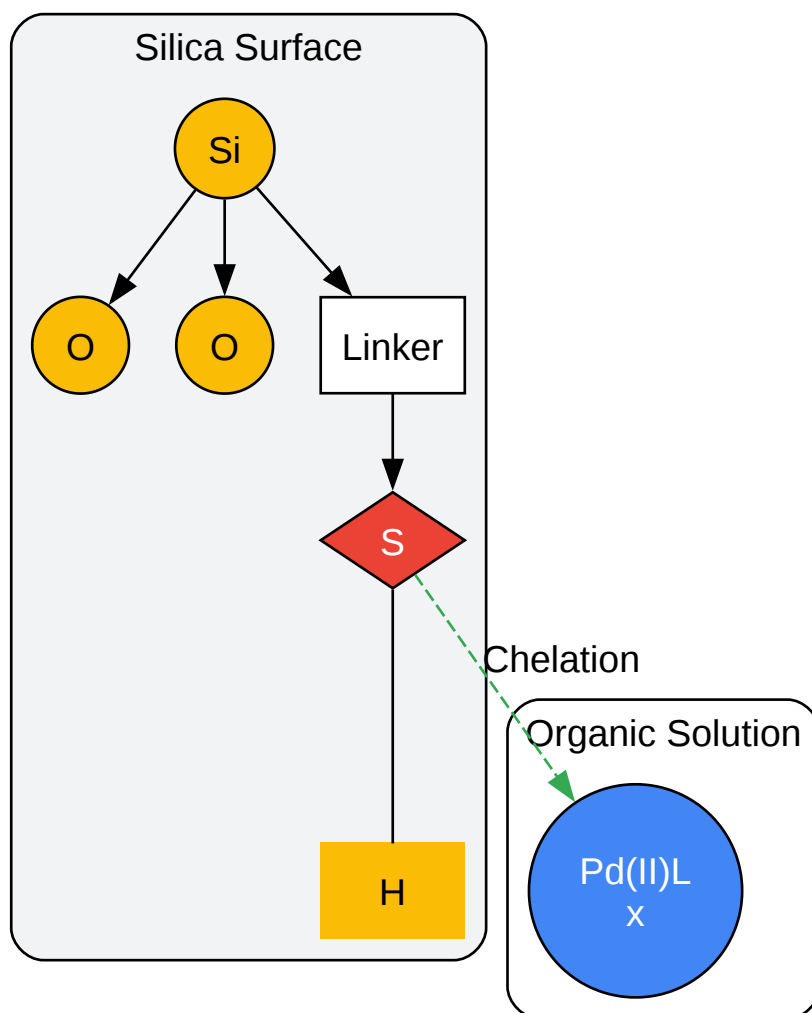 Silica Surface
Si
O
O
Linker
S
Chelation
Organic Solution
Pd(II)L
x
H